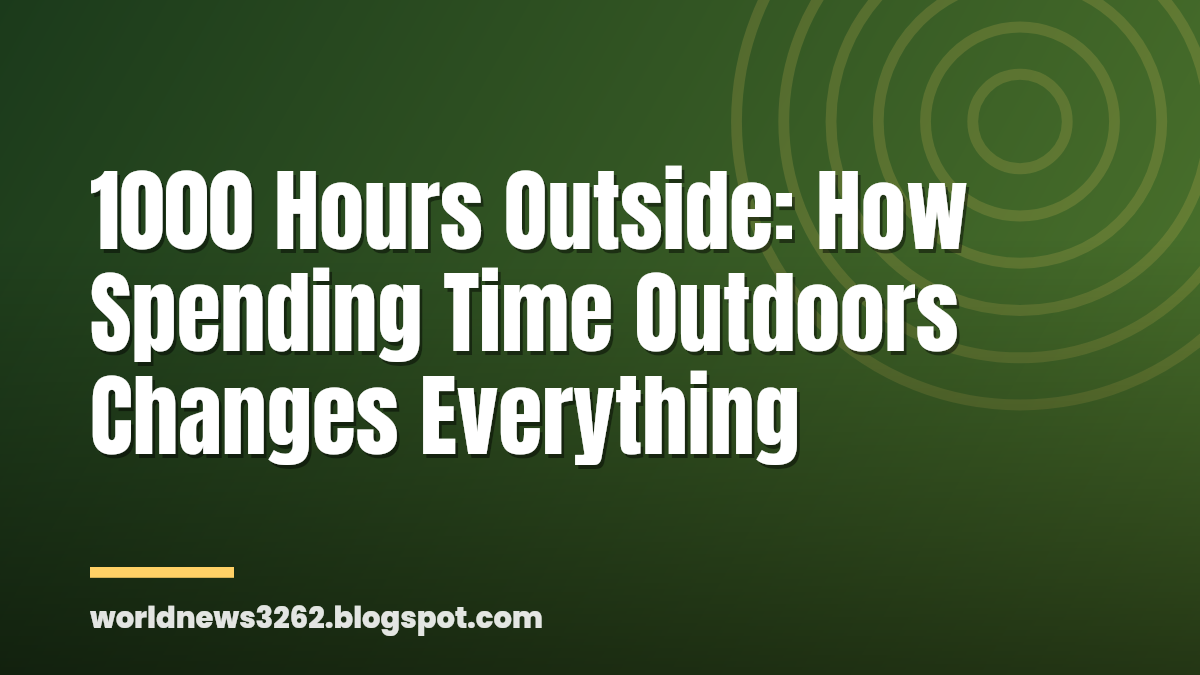 1000 Hours Outside: How
Spending Time Outdoors
Changes Everything
worldnews3262.blogspot.com